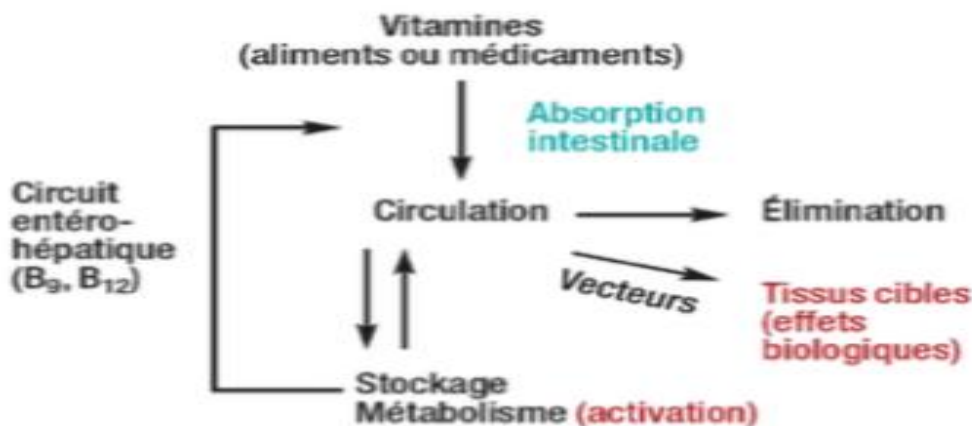 Vitamines
(aliments ou médicaments)
Absorption
intestinale
Circuit
entéro-
hépatique
(B₉, B₁₂)
Circulation
Élimination
Vecteurs
Tissus cibles
(effets
biologiques)
Stockage
Métabolisme (activation)